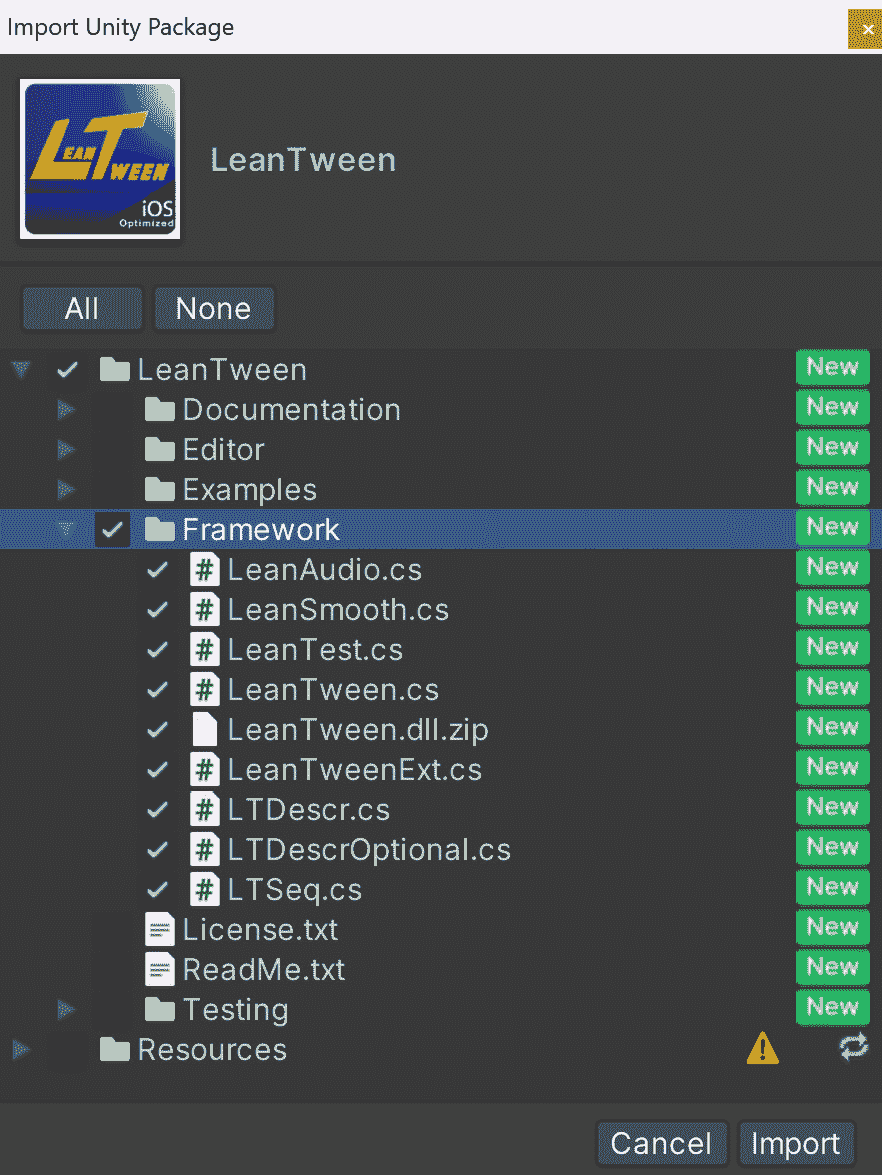 Import Unity Package
LEAN TWEEN
iOS
Optimized
LeanTween
All None
LeanTween New
Documentation New
Editor New
Examples New
Framework New
# LeanAudio.cs New
# LeanSmooth.cs New
# LeanTest.cs New
# LeanTween.cs New
LeanTween.dll.zip New
# LeanTweenExt.cs New
# LTDescr.cs New
# LTDescrOptional.cs New
# LTSeq.cs New
License.txt New
ReadMe.txt New
Testing New
Resources
Cancel Import